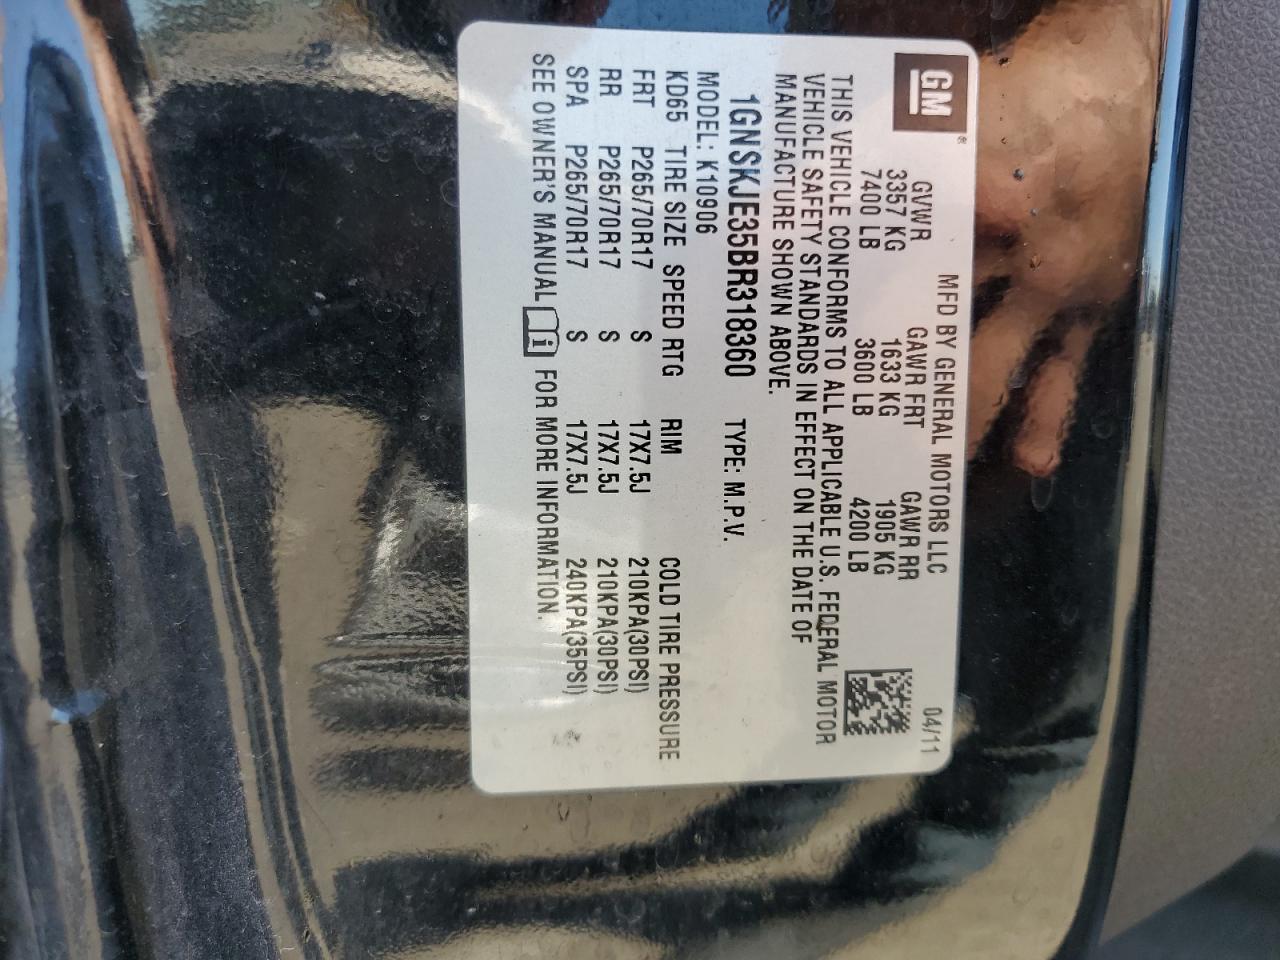 GM®
MFD BY GENERAL MOTORS LLC 04/11
GVWR GAWR FRT GAWR RR
3357 KG 1633 KG 1905 KG
7400 LB 3600 LB 4200 LB
THIS VEHICLE CONFORMS TO ALL APPLICABLE U.S. FEDERAL MOTOR
VEHICLE SAFETY STANDARDS IN EFFECT ON THE DATE OF
MANUFACTURE SHOWN ABOVE.
1GNSKJE35BR318360 TYPE: M.P.V.
MODEL: K10906
KD65 TIRE SIZE SPEED RTG RIM COLD TIRE PRESSURE
FRT P265/70R17 S 17X7.5J 210KPA(30PSI)
RR P265/70R17 S 17X7.5J 210KPA(30PSI)
SPA P265/70R17 S 17X7.5J 240KPA(35PSI)
SEE OWNER'S MANUAL i FOR MORE INFORMATION.